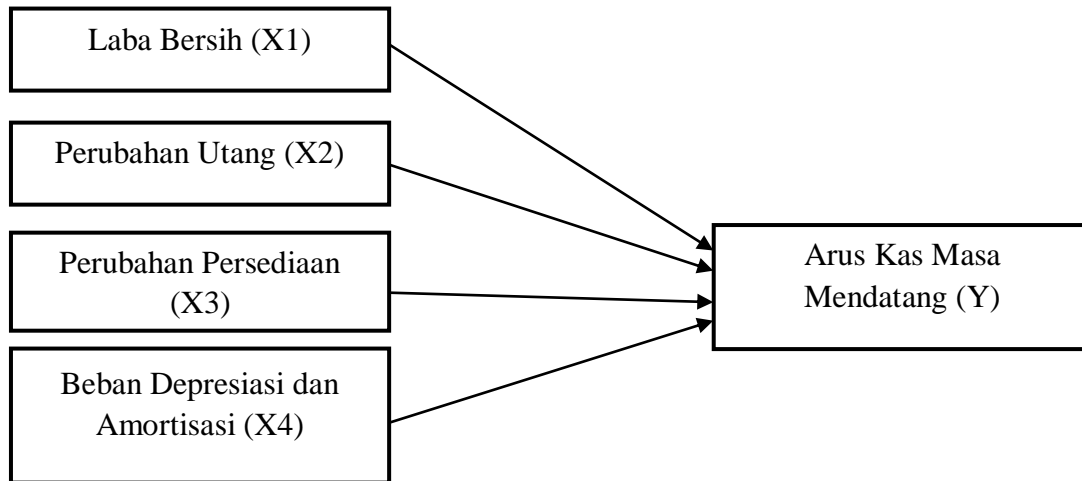 Laba Bersih (X1)
Perubahan Utang (X2)
Perubahan Persediaan
(X3)
Beban Depresiasi dan
Amortisasi (X4)
Arus Kas Masa
Mendatang (Y)